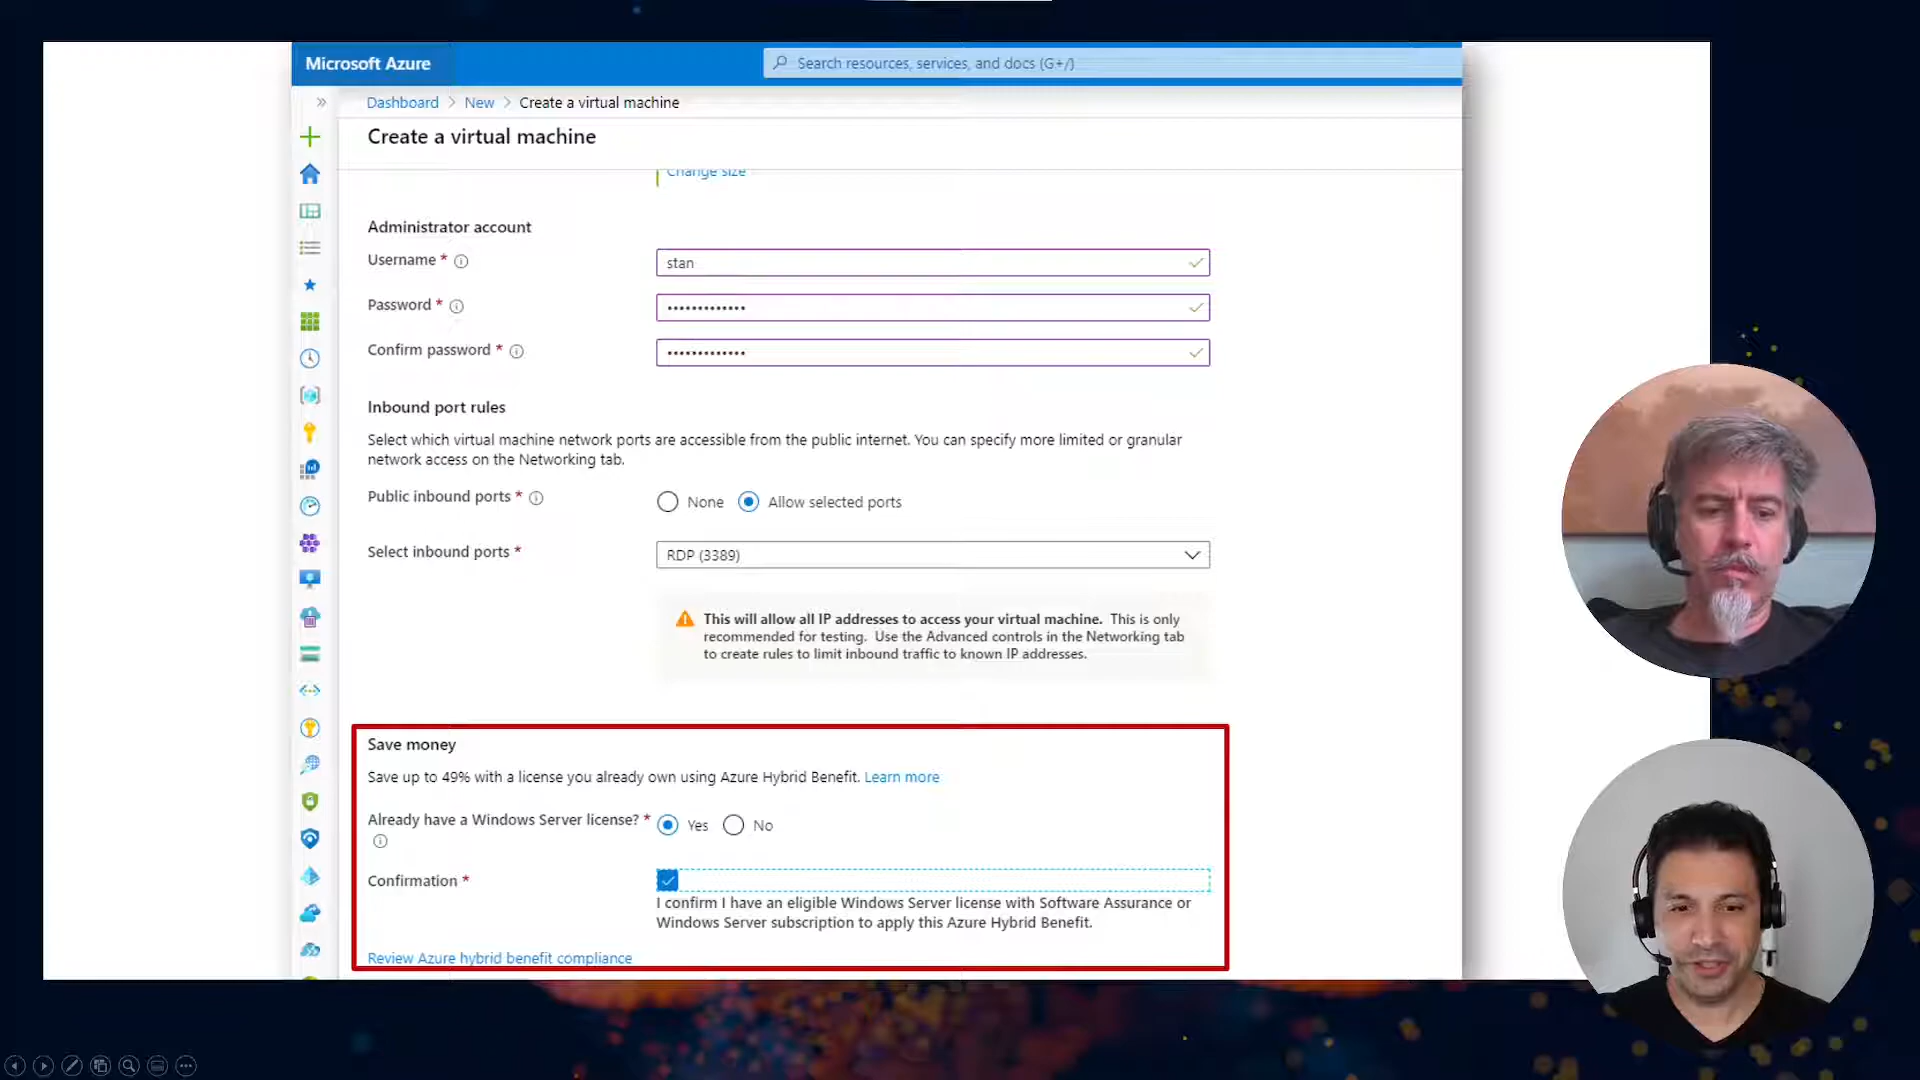 Microsoft Azure
Search resources, services, and docs (G+/)
Dashboard > New > Create a virtual machine
Create a virtual machine
Change size
Administrator account
Username *
stan
Password *
Confirm password *
Inbound port rules
Select which virtual machine network ports are accessible from the public internet. You can specify more limited or granular
network access on the Networking tab.
Public inbound ports *
None
Allow selected ports
Select inbound ports *
RDP (3389)
This will allow all IP addresses to access your virtual machine. This is only
recommended for testing. Use the Advanced controls in the Networking tab
to create rules to limit inbound traffic to known IP addresses.
Save money
Save up to 49% with a license you already own using Azure Hybrid Benefit. Learn more
Already have a Windows Server license? *
Yes
No
Confirmation *
I confirm I have an eligible Windows Server license with Software Assurance or
Windows Server subscription to apply this Azure Hybrid Benefit.
Review Azure hybrid benefit compliance